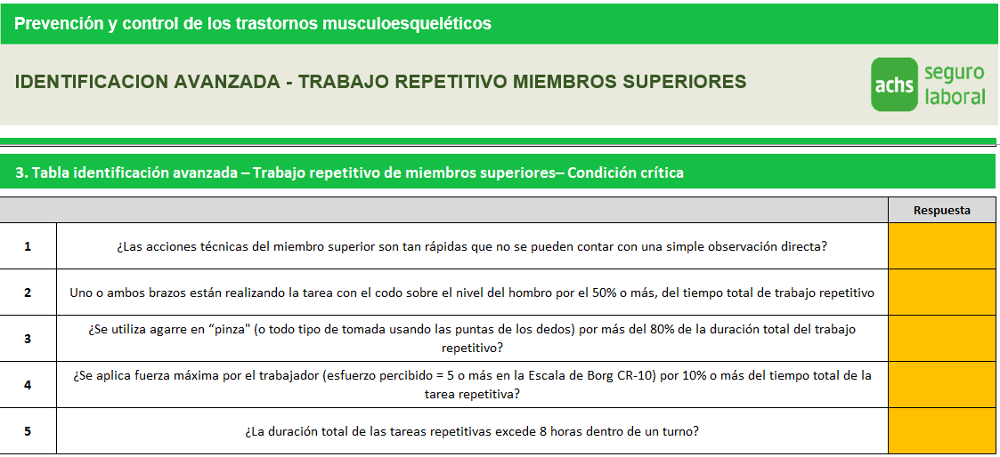 Prevención y control de los trastornos musculoesqueléticos
IDENTIFICACION AVANZADA - TRABAJO REPETITIVO MIEMBROS SUPERIORES
achs
seguro
laboral
3. Tabla identificación avanzada – Trabajo repetitivo de miembros superiores– Condición crítica
Respuesta
1
¿Las acciones técnicas del miembro superior son tan rápidas que no se pueden contar con una simple observación directa?
2
Uno o ambos brazos están realizando la tarea con el codo sobre el nivel del hombro por el 50% o más, del tiempo total de trabajo repetitivo
3
¿Se utiliza agarre en “pinza" (o todo tipo de tomada usando las puntas de los dedos) por más del 80% de la duración total del trabajo
repetitivo?
4
¿Se aplica fuerza máxima por el trabajador (esfuerzo percibido = 5 o más en la Escala de Borg CR-10) por 10% o más del tiempo total de la
tarea repetitiva?
5
¿La duración total de las tareas repetitivas excede 8 horas dentro de un turno?